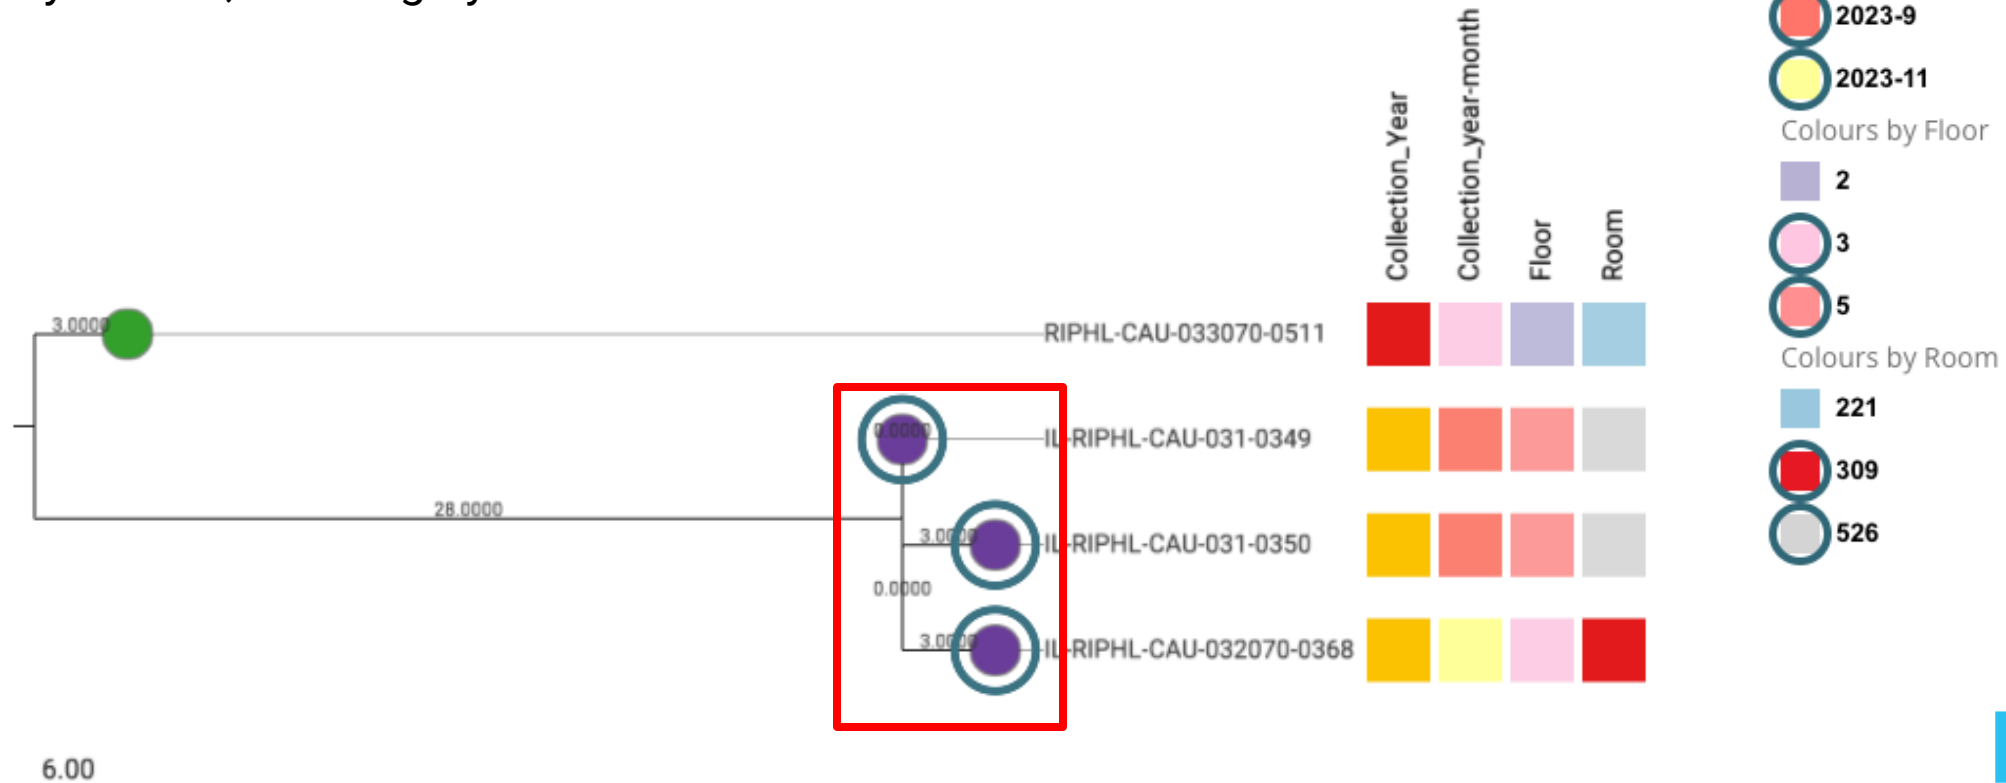 2023-9
2023-11
Colours by Floor
2
3
5
Colours by Room
221
309
526
Collection_Year
Collection_year-month
Floor
Room
3.0000
RIPHL-CAU-033070-0511
0.0000
IL-RIPHL-CAU-031-0349
28.0000
3.0000
IL-RIPHL-CAU-031-0350
0.0000
3.0000
IL-RIPHL-CAU-032070-0368
6.00